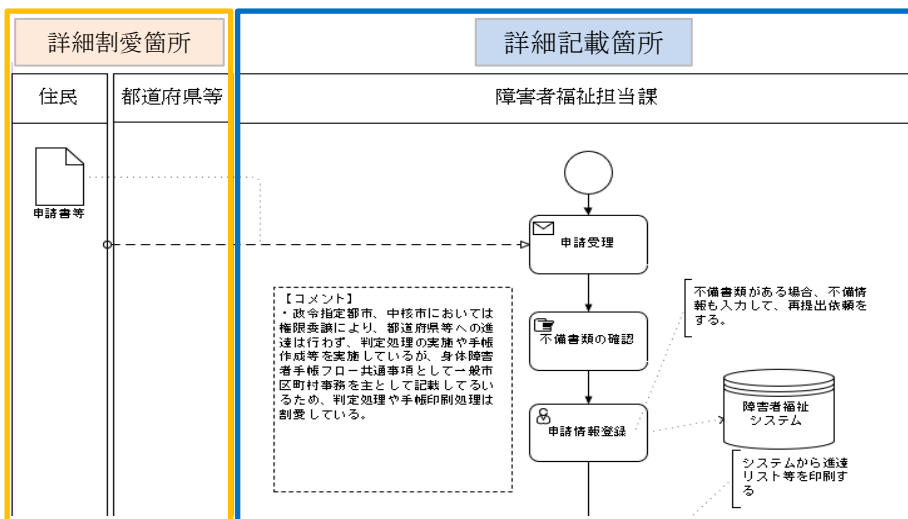 詳細割愛箇所
詳細記載箇所
住民
都道府県等
障害者福祉担当課
申請書等
申請受理
【コメント】
・政令指定都市、中核市においては
権限委譲により、都道府県等への進
達は行わず、判定処理の実施や手帳
作成等を実施しているが、身体障害
者手帳フロー共通事項として一般市
区町村事務を主として記載してるい
るため、判定処理や手帳印刷処理は
割愛している。
不備書類の確認
不備書類がある場合、不備情
報も入力して、再提出依頼を
する。
申請情報登録
障害者福祉
システム
システムから進達
リスト等を印刷す
る